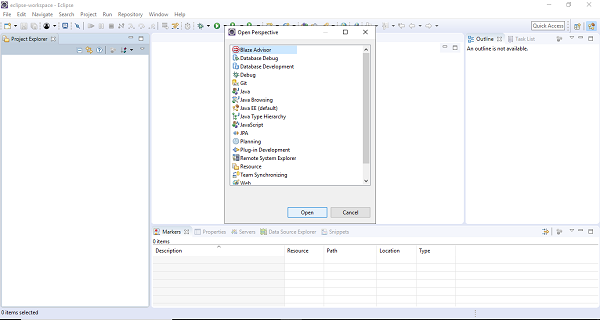 eclipse-workspace - Eclipse
File Edit Navigate Search Project Run Repository Window Help
Quick Access
Project Explorer
Open Perspective
Blaze Advisor
Database Debug
Database Development
Debug
Git
Java
Java Browsing
Java EE (default)
Java Type Hierarchy
JavaScript
JPA
Planning
Plug-in Development
Remote System Explorer
Resource
Team Synchronizing
Web
Open Cancel
Outline Task List
An outline is not available.
Markers Properties Servers Data Source Explorer Snippets
0 items
Description Resource Path Location Type
0 items selected